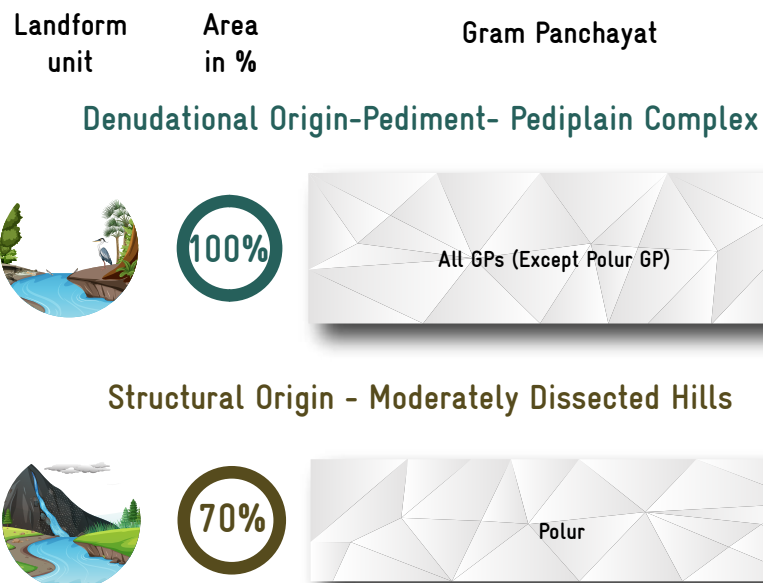 Landform
unit
Area
in %
Gram Panchayat
Denudational Origin-Pediment- Pediplain Complex
100%
All GPs (Except Polur GP)
Structural Origin - Moderately Dissected Hills
70%
Polur